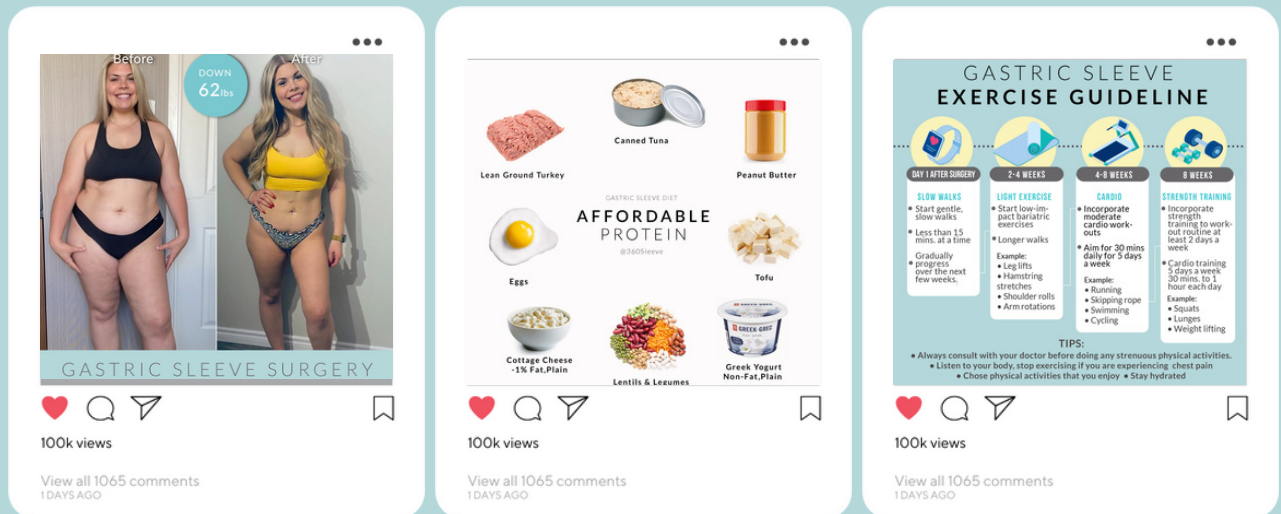 Before
After
DOWN
62lbs
GASTRIC SLEEVE SURGERY
100k views
View all 1065 comments
1 DAYS AGO
Canned Tuna
Lean Ground Turkey
Peanut Butter
GASTRIC SLEEVE DIET
AFFORDABLE
PROTEIN
@360Sleeve
Eggs
Tofu
Cottage Cheese
-1% Fat,Plain
Lentils & Legumes
GREEK-GREC
Greek Yogurt
Non-Fat,Plain
100k views
View all 1065 comments
1 DAYS AGO
GASTRIC SLEEVE
EXERCISE GUIDELINE
DAY 1 AFTER SURGERY
SLOW WALKS
• Start gentle,
slow walks
• Less than 15
mins. at a time
Gradually
• progress
over the next
few weeks.
2-4 WEEKS
LIGHT EXERCISE
• Start low-im-
pact bariatric
exercises
• Longer walks
Example:
• Leg lifts
• Hamstring
stretches
• Shoulder rolls
• Arm rotations
4-8 WEEKS
CARDIO
• Incorporate
moderate
cardio work-
outs
• Aim for 30 mins
daily for 5 days
a week
Example:
• Running
• Skipping rope
• Swimming
• Cycling
8 WEEKS
STRENGTH TRAINING
• Incorporate
strength
training to work-
out routine at
least 2 days a
week
• Cardio training
5 days a week
30 mins. to 1
hour each day
Example:
• Squats
• Lunges
• Weight lifting
TIPS:
• Always consult with your doctor before doing any strenuous physical activities.
• Listen to your body, stop exercising if you are experiencing chest pain
• Chose physical activities that you enjoy • Stay hydrated
100k views
View all 1065 comments
1 DAYS AGO